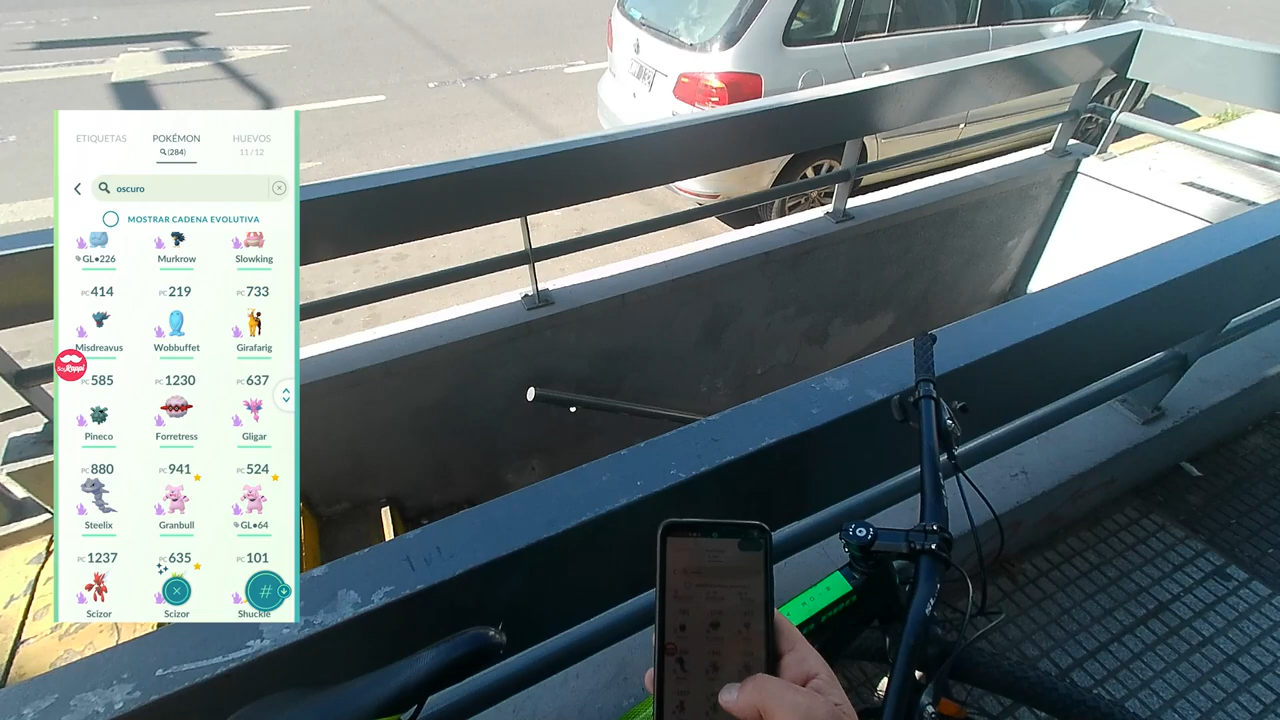 ETIQUETAS POKÉMON HUEVOS
(284) 11 / 12
oscuro
MOSTRAR CADENA EVOLUTIVA
GL●226 Murkrow Slowking
PC414 PC219 PC733
Misdreavus Wobbuffet Girafarig
PC585 PC1230 PC637
SoyRappi
Pineco Forretress Gligar
PC880 PC941 PC524
Steelix Granbull GL●64
PC1237 PC635 PC101
Scizor Scizor Shuckle